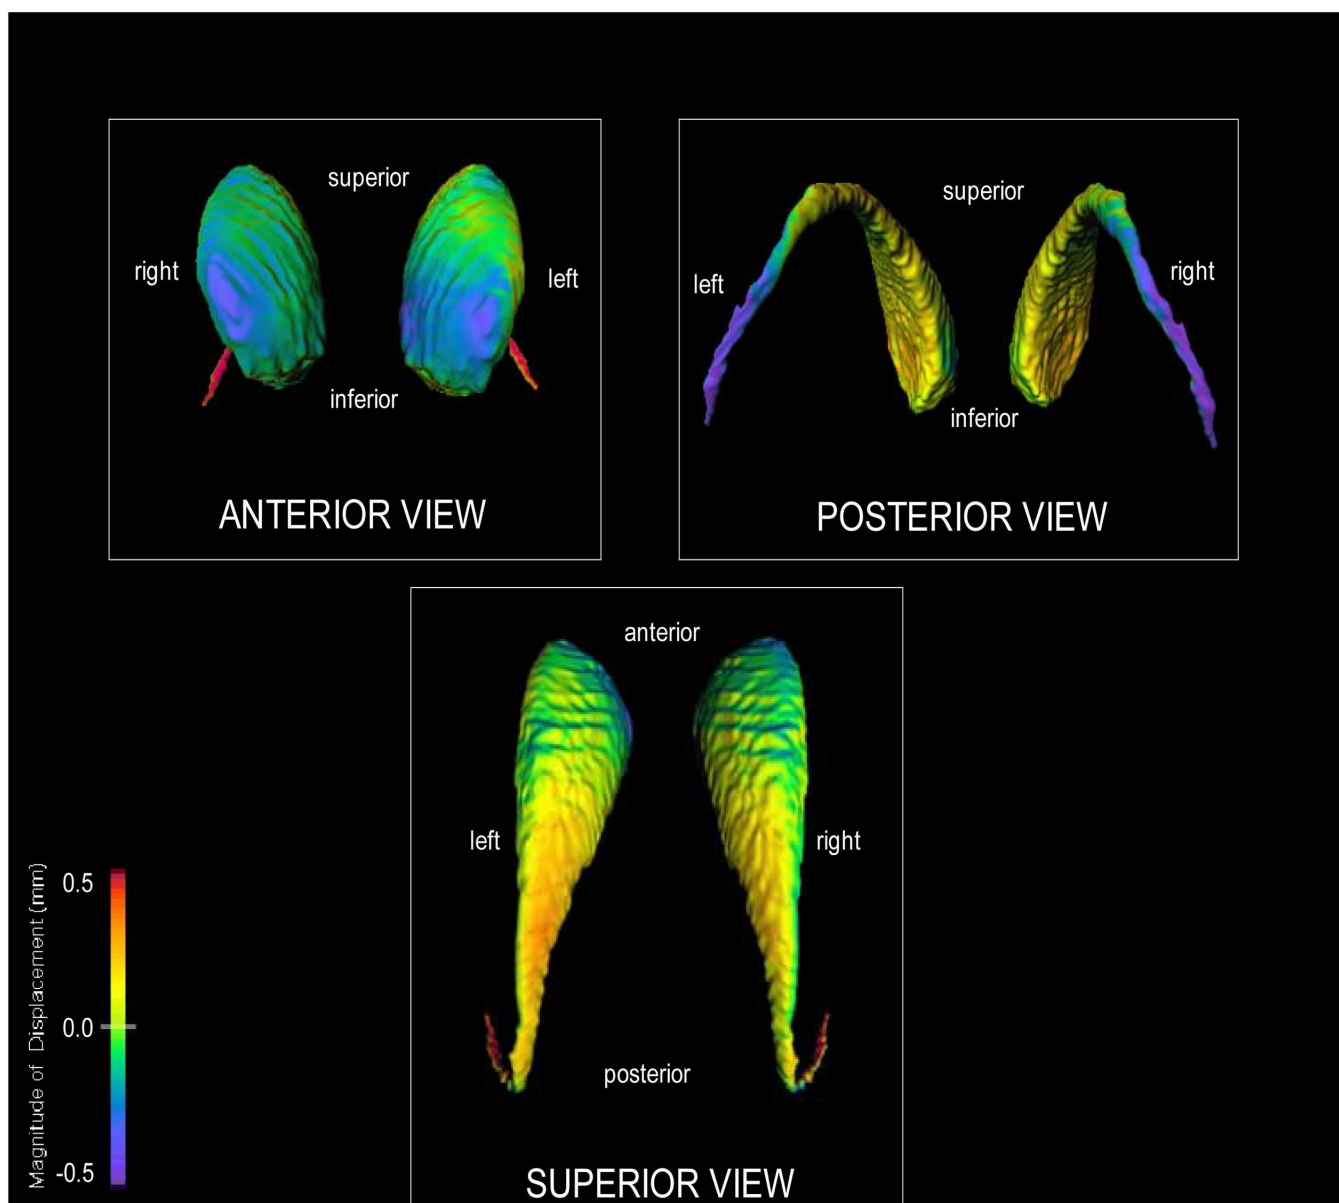 superior
right
left
inferior
ANTERIOR VIEW
superior
left
right
inferior
POSTERIOR VIEW
anterior
left
right
posterior
SUPERIOR VIEW
Magnitude of Displacement (mm)
0.5
0.0
-0.5